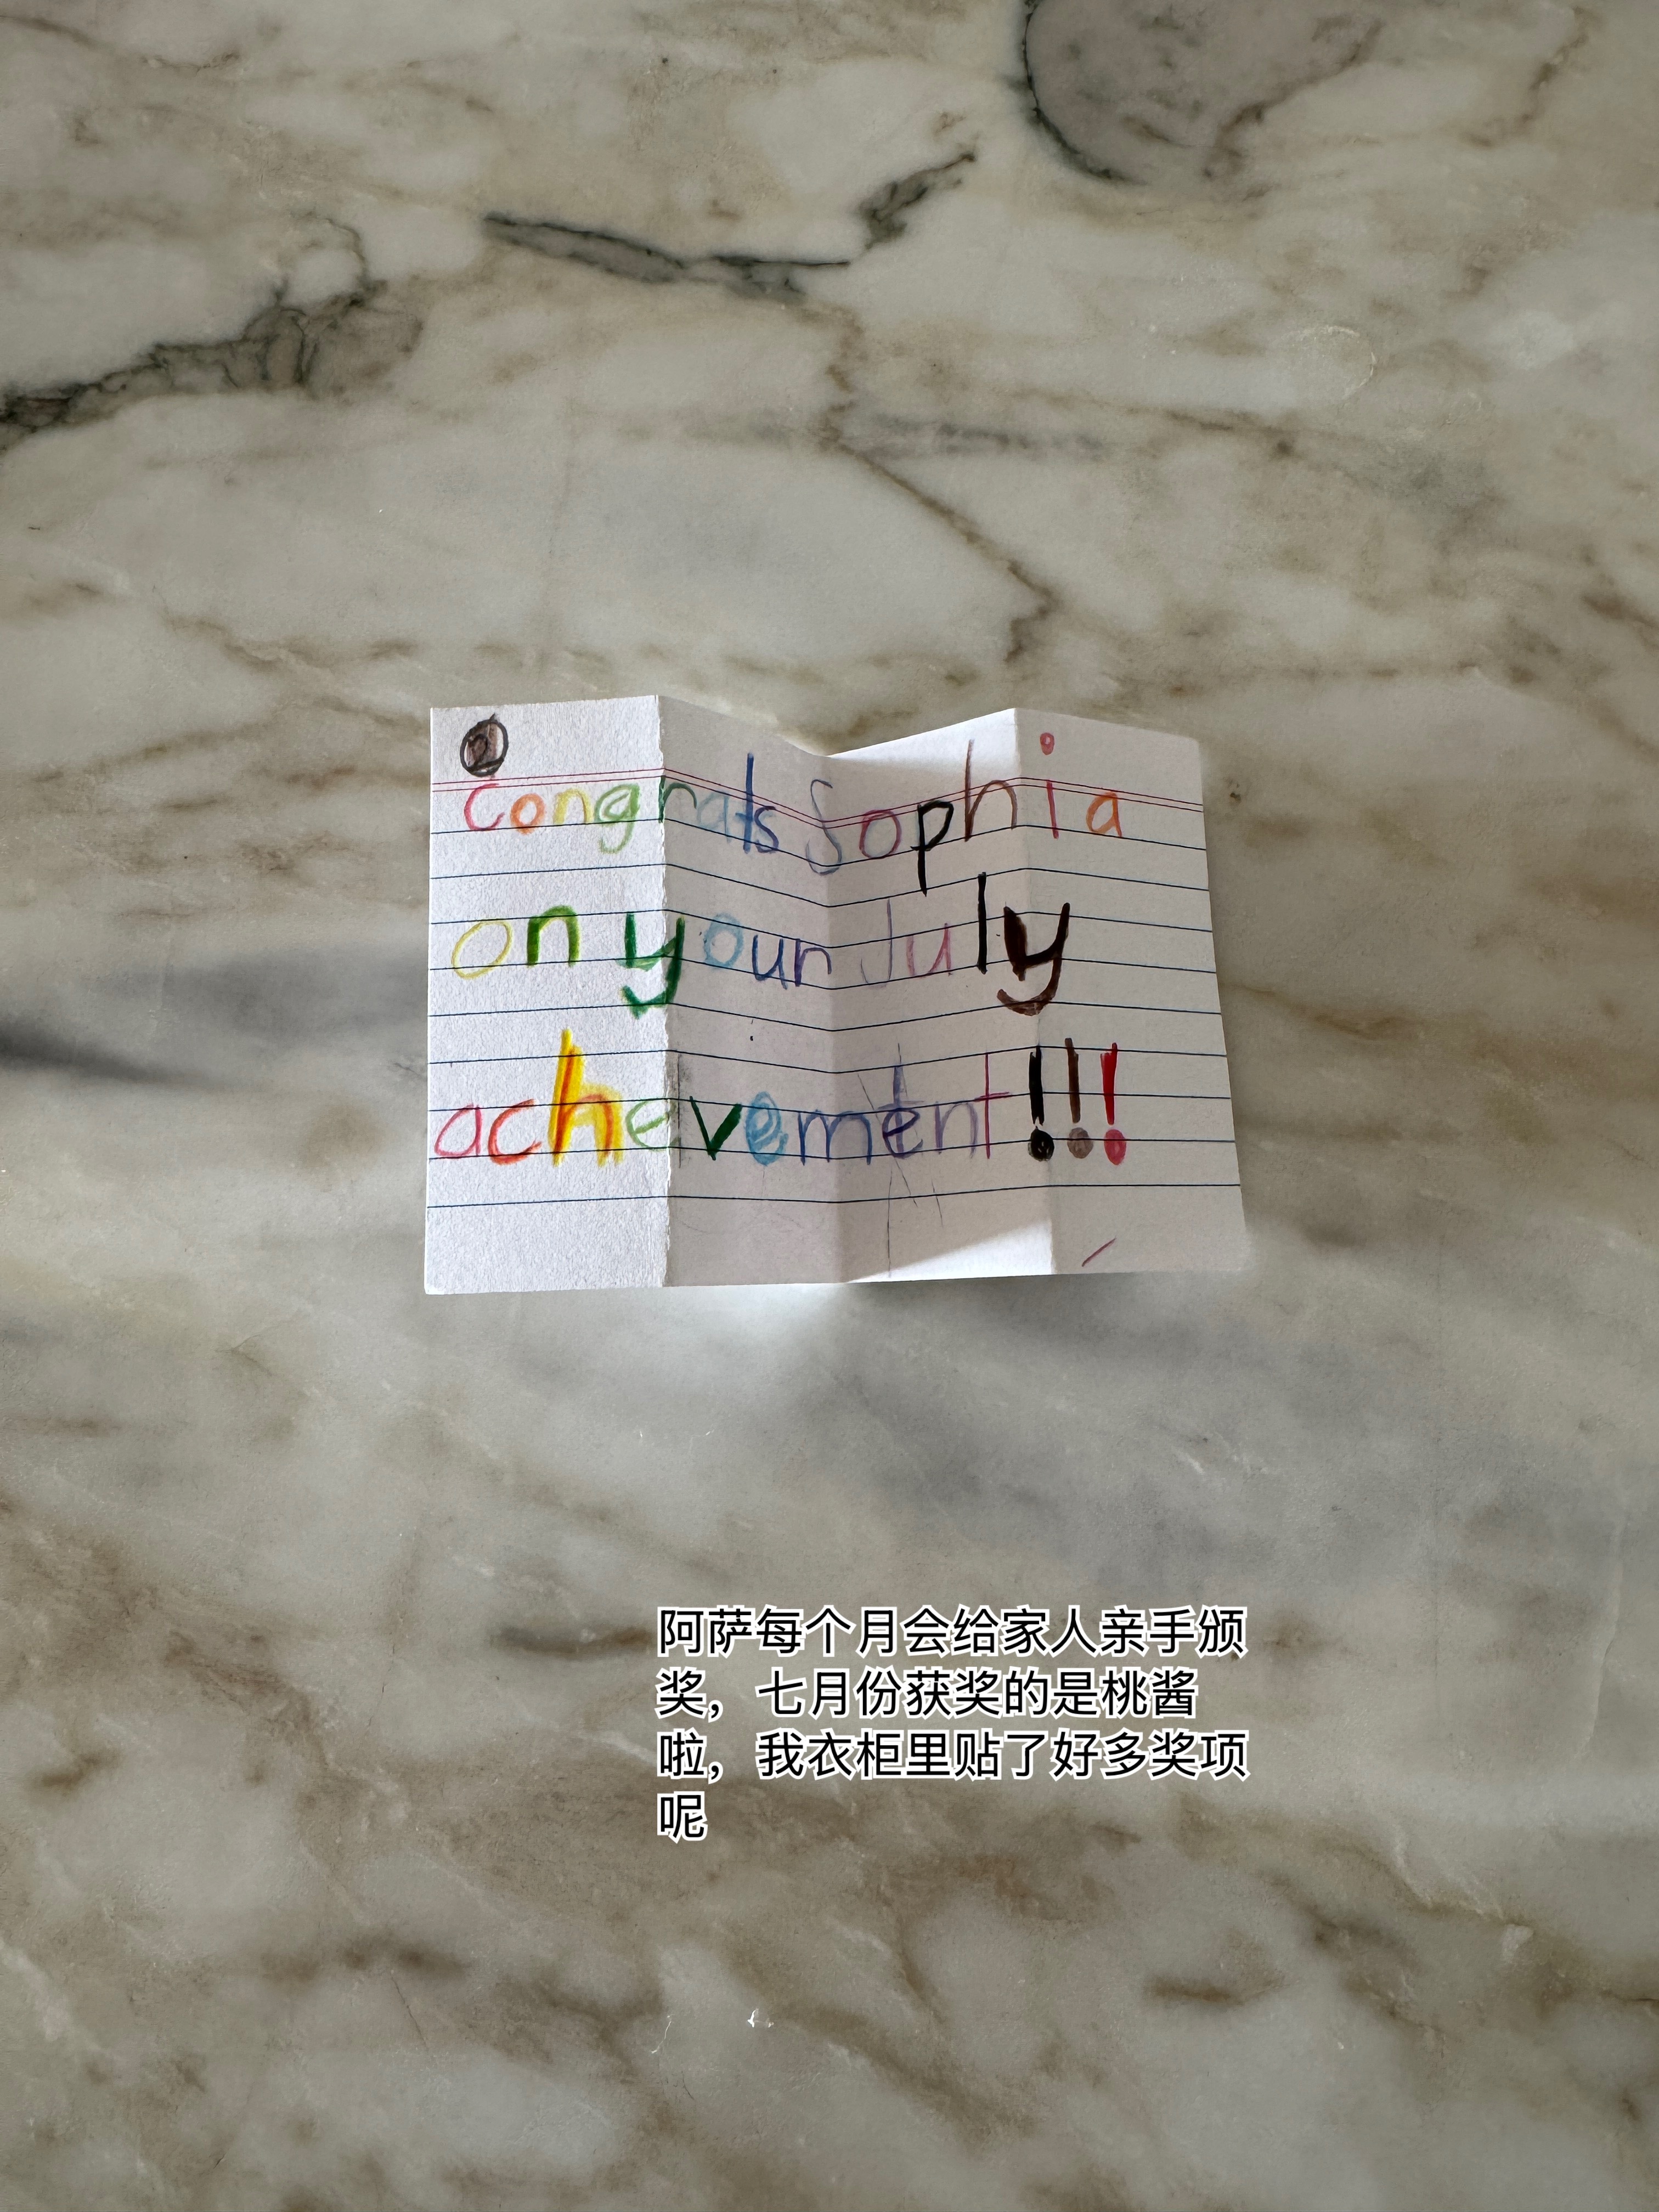 Congrats Sophia
on your July
achevement!!!
阿萨每个月会给家人亲手颁
奖，七月份获奖的是桃酱
啦，我衣柜里贴了好多奖项
呢